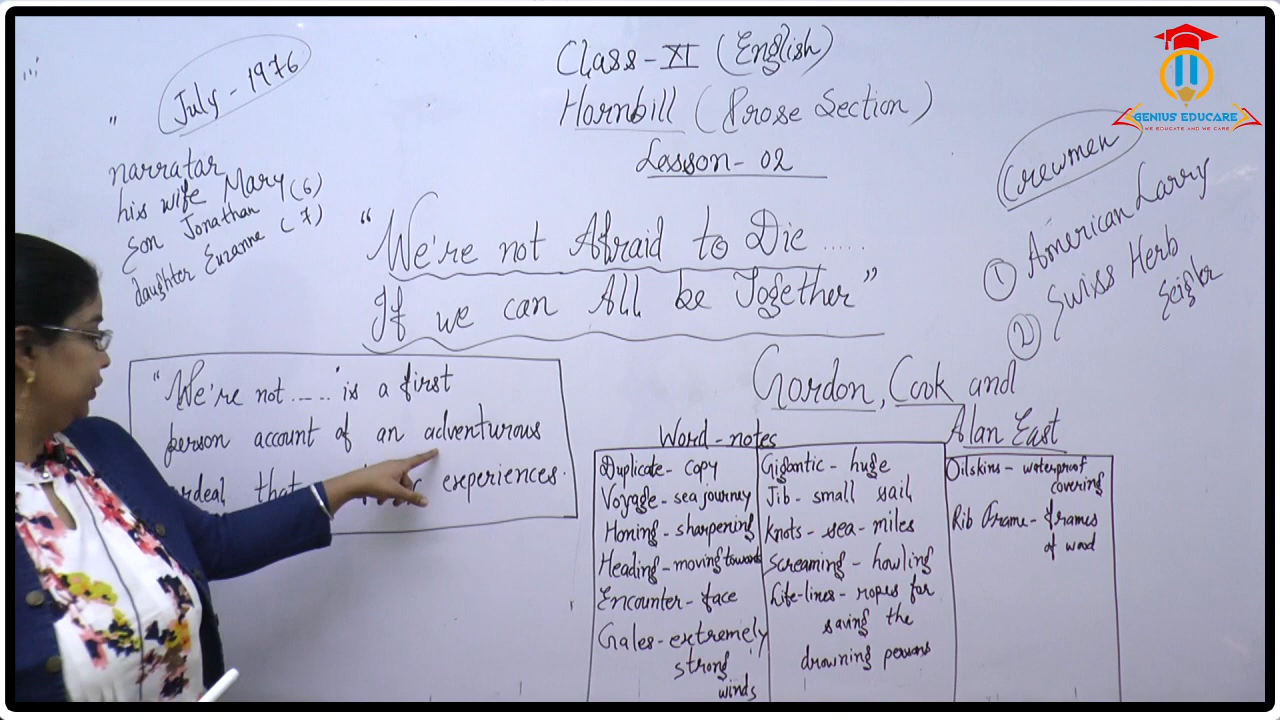 July - 1976
narratar
his wife Mary (6)
son Jonathan
daughter Suzanne (7)
Class - XI (English)
Hornbill (Prose Section)
Lesson - 02
"We're not Afraid to Die .....
If we can All be Together"
Gordon, Cook and
Alan East
GENIUS EDUCARE
WE EDUCATE AND WE CARE
Crewmen
1 American Larry
2 Swiss Herb
Seigler
"We're not ....." is a first
person account of an adventurous
ordeal that experiences.
Word - notes
Duplicate - copy
Voyage - sea journey
Honing - sharpening
Heading - moving towards
Encounter - face
Gales - extremely
strong
winds
Gigantic - huge
Jib - small sail
Knots - sea - miles
Screaming - howling
Life-lines - ropes for
saving the
drowning persons
Oilskins - waterproof
covering
Rib Frame - frames
of wood